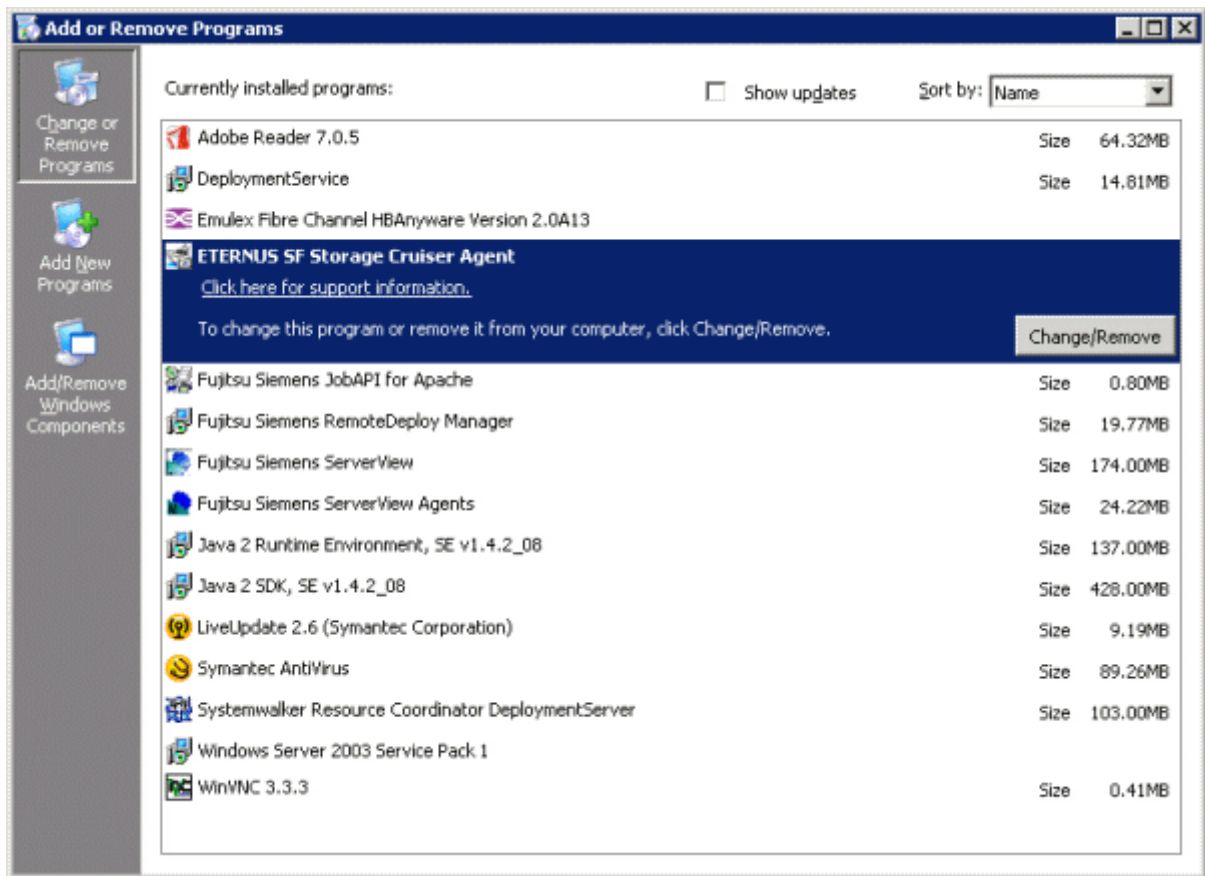 Add or Remove Programs
Change or
Remove
Programs
Add New
Programs
Add/Remove
Windows
Components
Currently installed programs:
Show updates
Sort by: Name
Adobe Reader 7.0.5 Size 64.32MB
DeploymentService Size 14.81MB
Emulex Fibre Channel HBAnyware Version 2.0A13
ETERNUS SF Storage Cruiser Agent
Click here for support information.
To change this program or remove it from your computer, click Change/Remove.
Change/Remove
Fujitsu Siemens JobAPI for Apache Size 0.80MB
Fujitsu Siemens RemoteDeploy Manager Size 19.77MB
Fujitsu Siemens ServerView Size 174.00MB
Fujitsu Siemens ServerView Agents Size 24.22MB
Java 2 Runtime Environment, SE v1.4.2_08 Size 137.00MB
Java 2 SDK, SE v1.4.2_08 Size 428.00MB
LiveUpdate 2.6 (Symantec Corporation) Size 9.19MB
Symantec AntiVirus Size 89.26MB
Systemwalker Resource Coordinator DeploymentServer Size 103.00MB
Windows Server 2003 Service Pack 1
WinVNC 3.3.3 Size 0.41MB